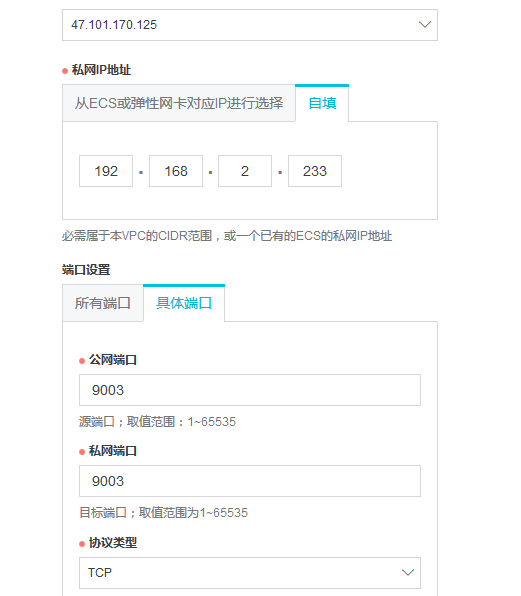 47.101.170.125
私网IP地址
从ECS或弹性网卡对应IP进行选择 自填
192 . 168 . 2 . 233
必需属于本VPC的CIDR范围，或一个已有的ECS的私网IP地址
端口设置
所有端口 具体端口
公网端口
9003
源端口；取值范围：1~65535
私网端口
9003
目标端口；取值范围为1~65535
协议类型
TCP